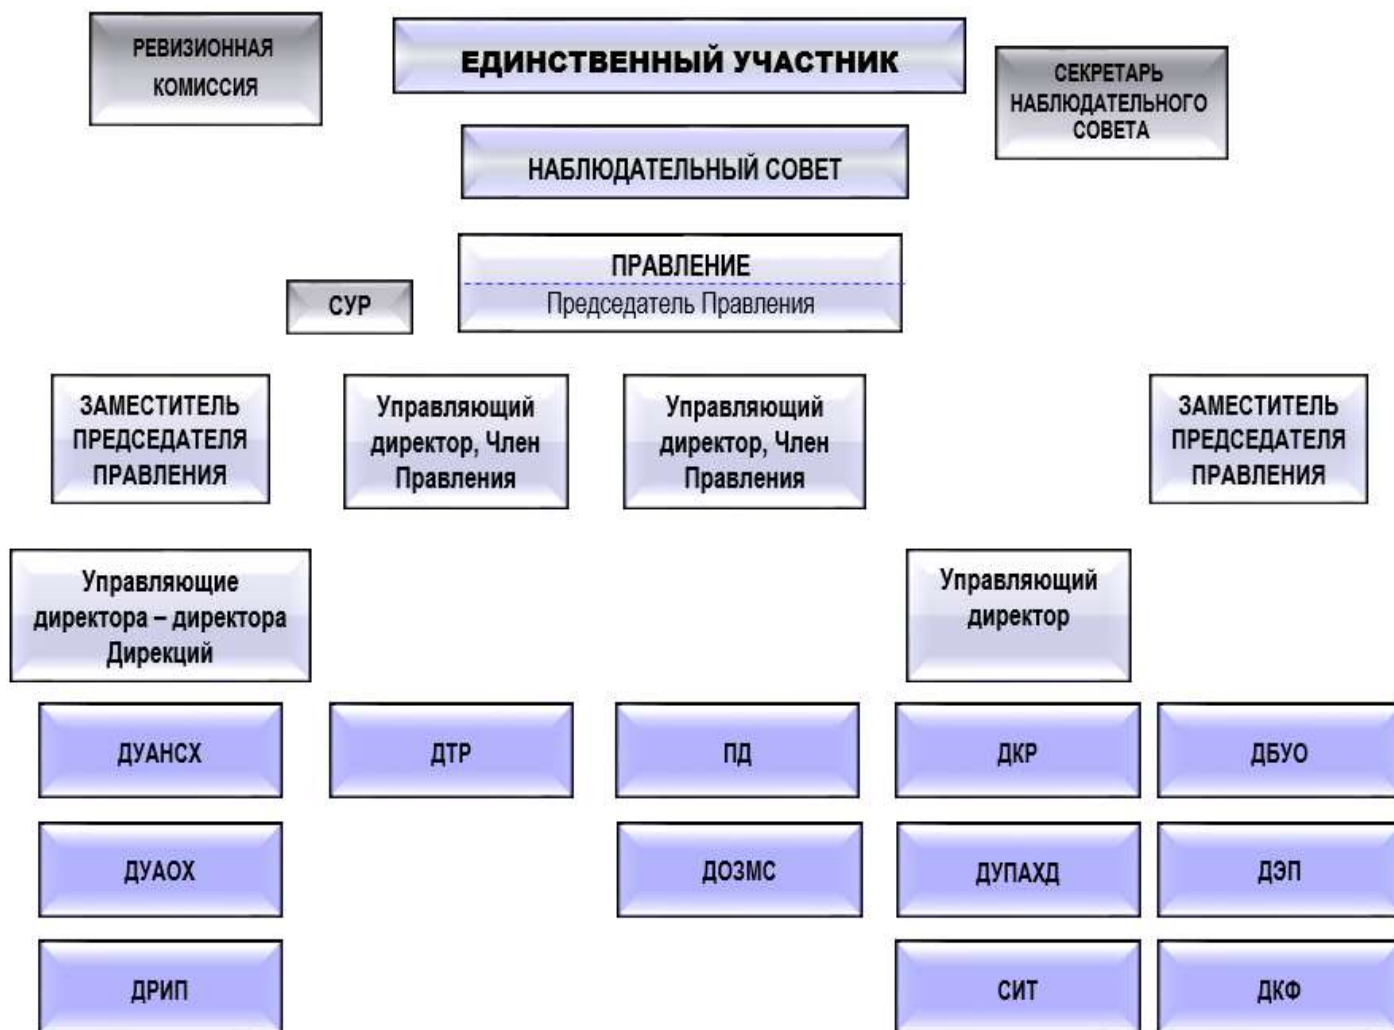 РЕВИЗИОННАЯ
КОМИССИЯ
ЕДИНСТВЕННЫЙ УЧАСТНИК
СЕКРЕТАРЬ
НАБЛЮДАТЕЛЬНОГО
СОВЕТА
НАБЛЮДАТЕЛЬНЫЙ СОВЕТ
ПРАВЛЕНИЕ
Председатель Правления
СУР
ЗАМЕСТИТЕЛЬ
ПРЕДСЕДАТЕЛЯ
ПРАВЛЕНИЯ
Управляющий
директор, Член
Правления
Управляющий
директор, Член
Правления
ЗАМЕСТИТЕЛЬ
ПРЕДСЕДАТЕЛЯ
ПРАВЛЕНИЯ
Управляющие
директора – директора
Дирекций
Управляющий
директор
ДУАНСХ
ДТР
ПД
ДКР
ДБУО
ДУАОХ
ДОЗМС
ДУПАХД
ДЭП
ДРИП
СИТ
ДКФ